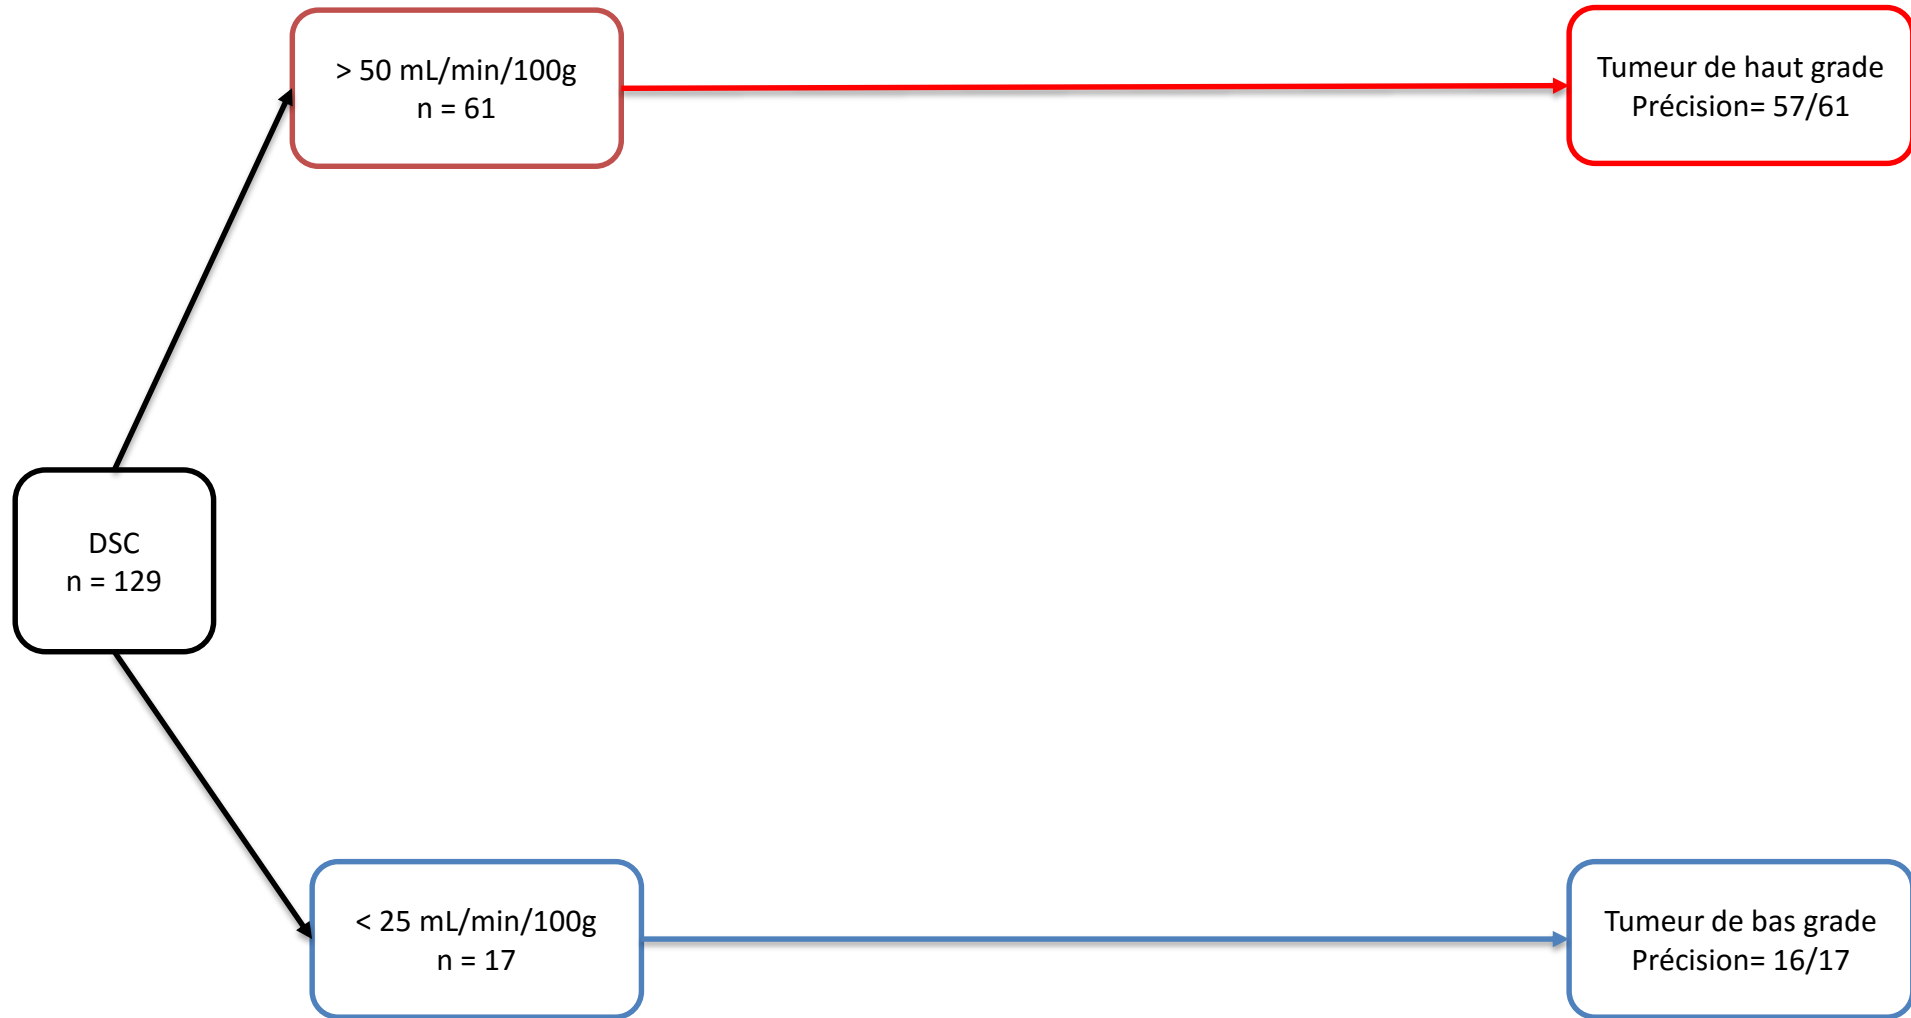 > 50 mL/min/100g
n = 61
Tumeur de haut grade
Précision= 57/61
DSC
n = 129
< 25 mL/min/100g
n = 17
Tumeur de bas grade
Précision= 16/17